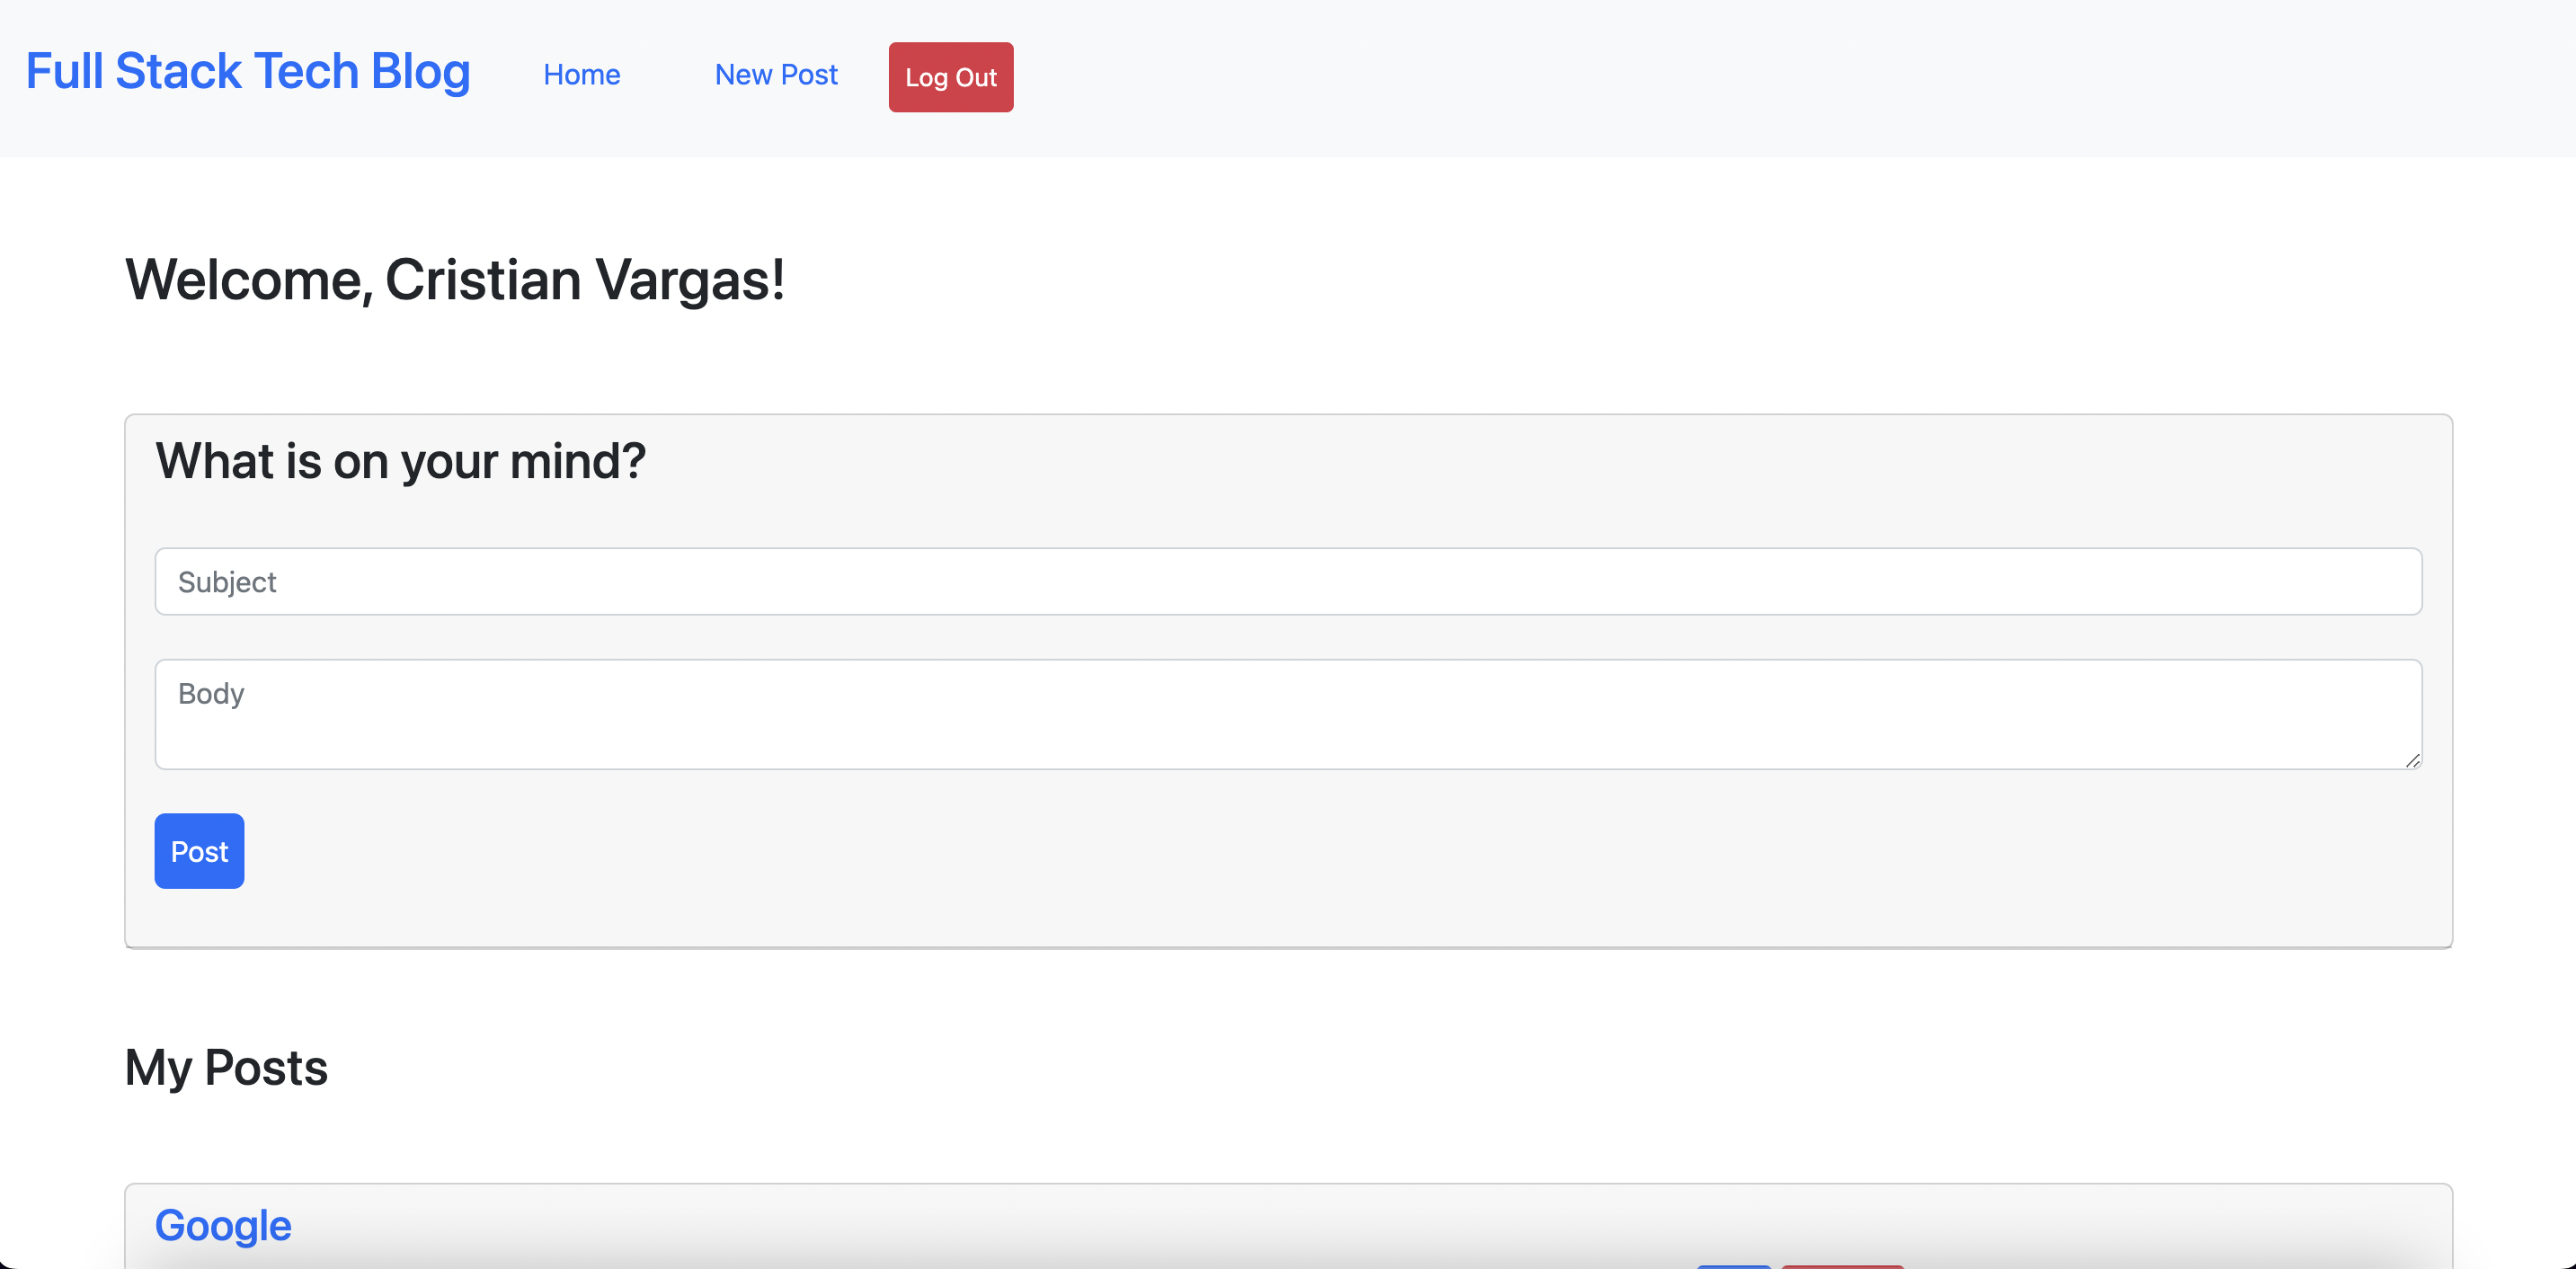 Full Stack Tech Blog Home New Post Log Out
Welcome, Cristian Vargas!
What is on your mind?
Subject
Body
Post
My Posts
Google